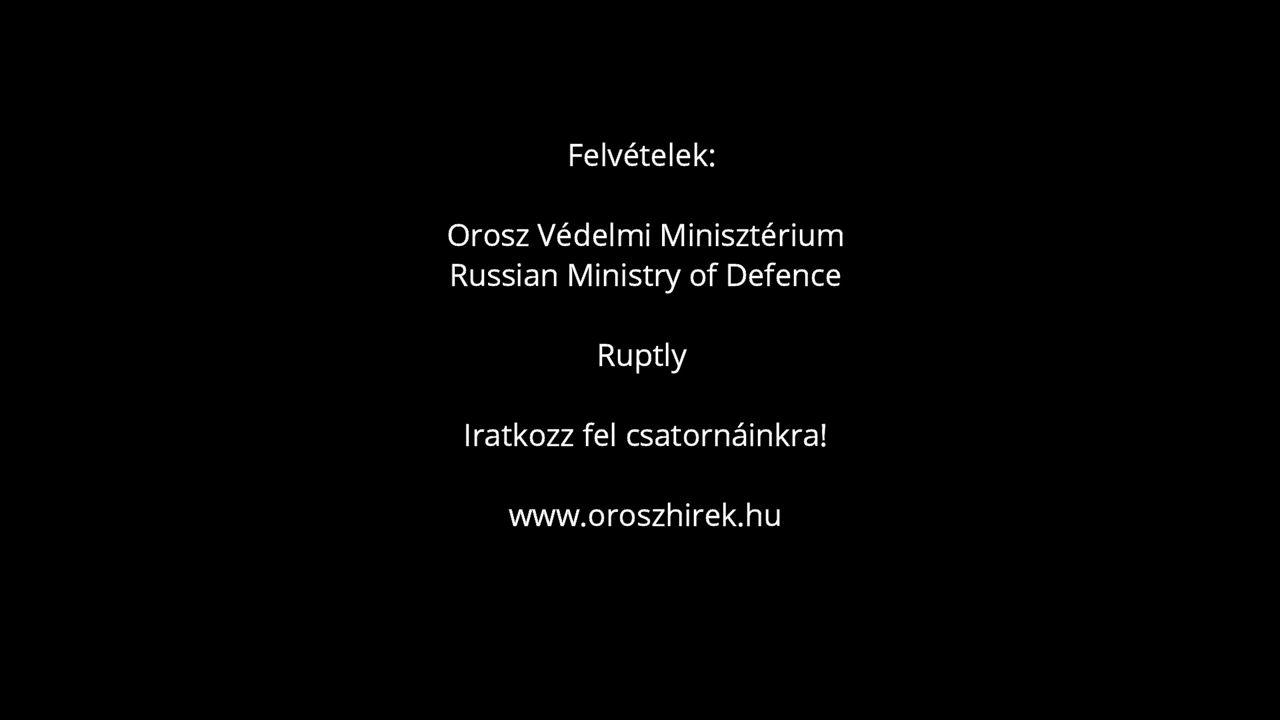 Felvételek:
Orosz Védelmi Minisztérium
Russian Ministry of Defence
Ruptly
Iratkozz fel csatornáinkra!
www.oroszhirek.hu